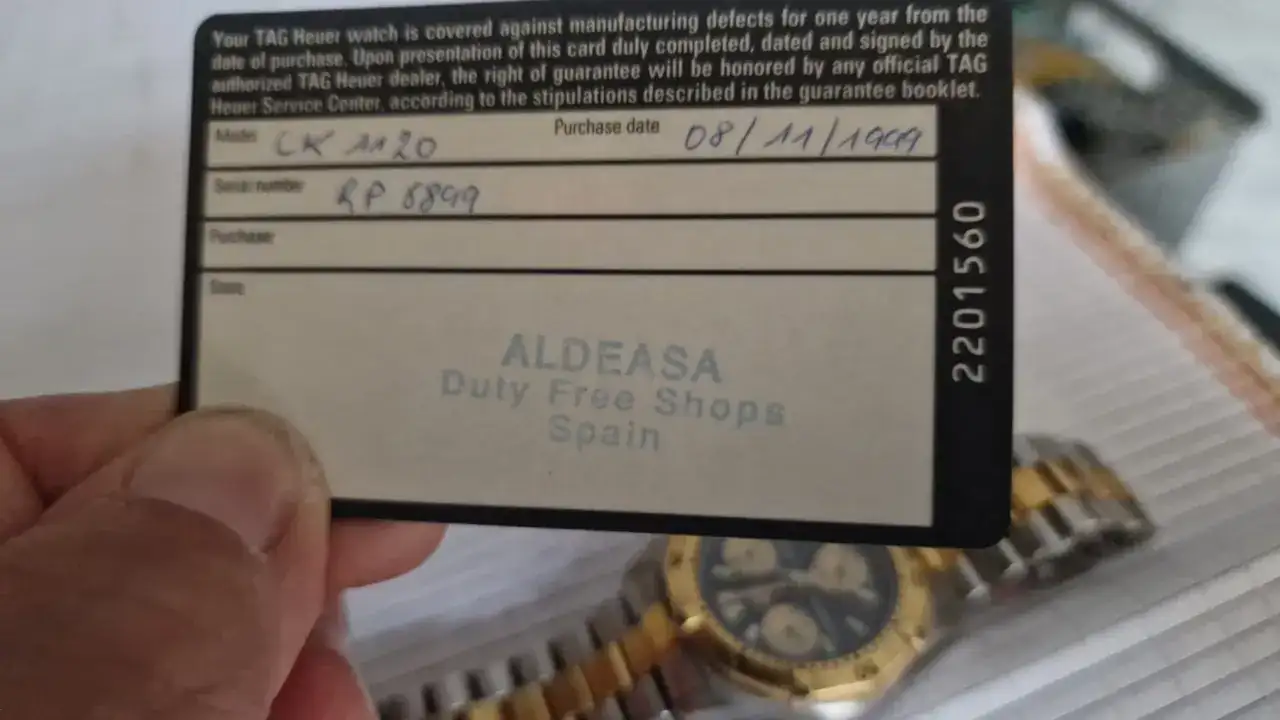 Your TAG Heuer watch is covered against manufacturing defects for one year from the
date of purchase. Upon presentation of this card duly completed, dated and signed by the
authorized TAG Heuer dealer, the right of guarantee will be honored by any official TAG
Heuer Service Center, according to the stipulations described in the guarantee booklet.
Model CK 1120 Purchase date 08/11/1999
Serial number RP 8899
Purchaser
Store
ALDEASA
Duty Free Shops
Spain
2201560